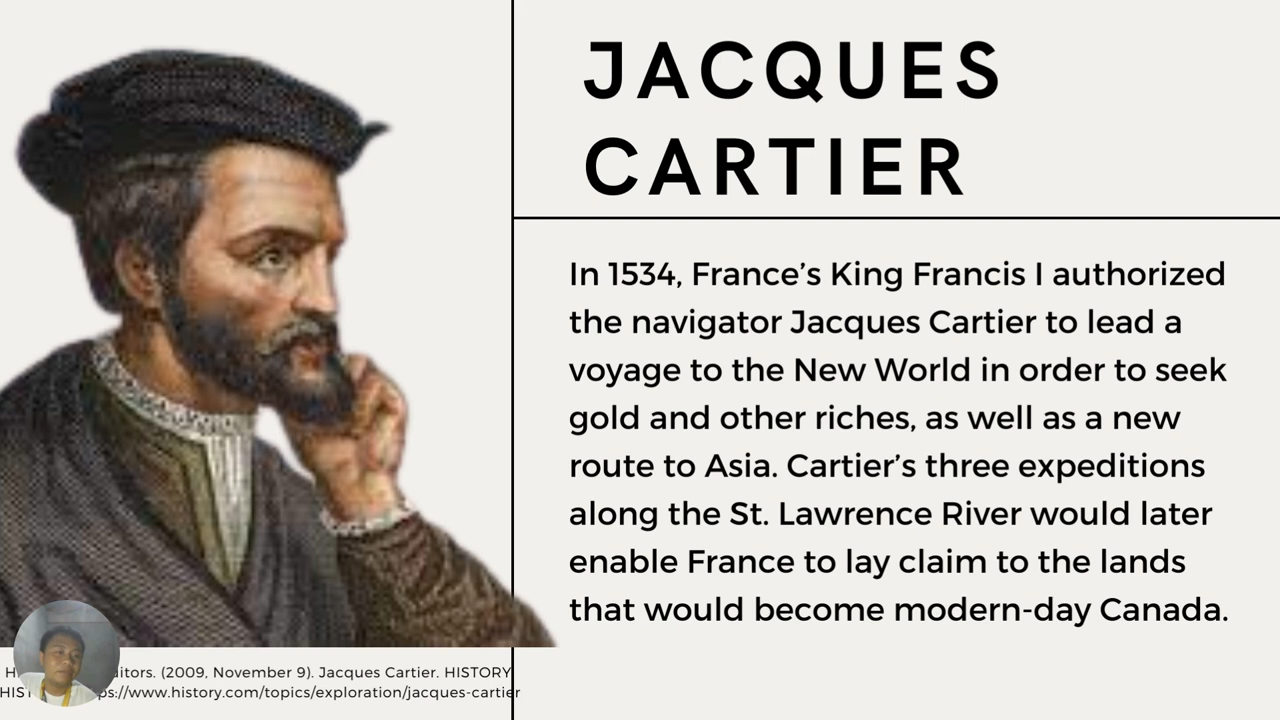 JACQUES
CARTIER
In 1534, France's King Francis I authorized
the navigator Jacques Cartier to lead a
voyage to the New World in order to seek
gold and other riches, as well as a new
route to Asia. Cartier's three expeditions
along the St. Lawrence River would later
enable France to lay claim to the lands
that would become modern-day Canada.
(2009, November 9). Jacques Cartier. HISTORY
www.history.com/topics/exploration/jacques-cartier